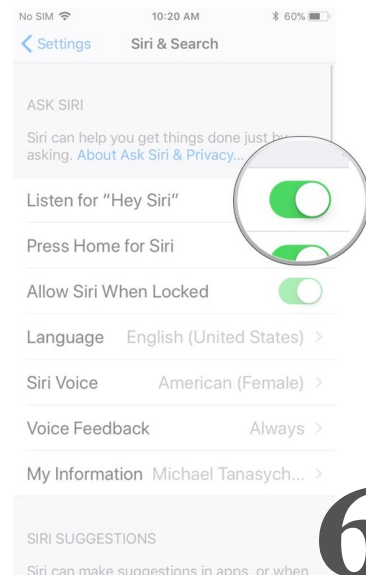 No SIM 10:20 AM 60%
Settings Siri & Search
ASK SIRI
Siri can help you get things done just by
asking. About Ask Siri & Privacy...
Listen for “Hey Siri”
Press Home for Siri
Allow Siri When Locked
Language English (United States)
Siri Voice American (Female)
Voice Feedback Always
My Information Michael Tanasych...
SIRI SUGGESTIONS
Siri can make suggestions in apps, or when
6